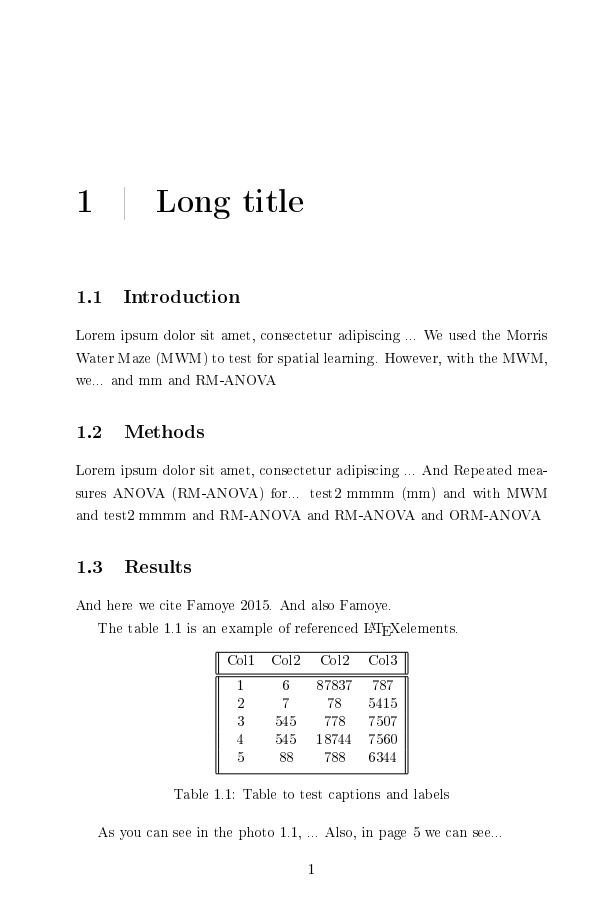 1 Long title
1.1 Introduction
Lorem ipsum dolor sit amet, consectetur adipiscing ... We used the Morris
Water Maze (MWM) to test for spatial learning. However, with the MWM,
we... and mm and RM-ANOVA
1.2 Methods
Lorem ipsum dolor sit amet, consectetur adipiscing ... And Repeated mea-
sures ANOVA (RM-ANOVA) for... test2 mmmm (mm) and with MWM
and test2 mmmm and RM-ANOVA and RM-ANOVA and ORM-ANOVA
1.3 Results
And here we cite Famoye 2015. And also Famoye.
The table 1.1 is an example of referenced LATEXelements.
Col1 Col2 Col2 Col3
1 6 87837 787
2 7 78 5415
3 545 778 7507
4 545 18744 7560
5 88 788 6344
Table 1.1: Table to test captions and labels
As you can see in the photo 1.1, ... Also, in page 5 we can see...
1